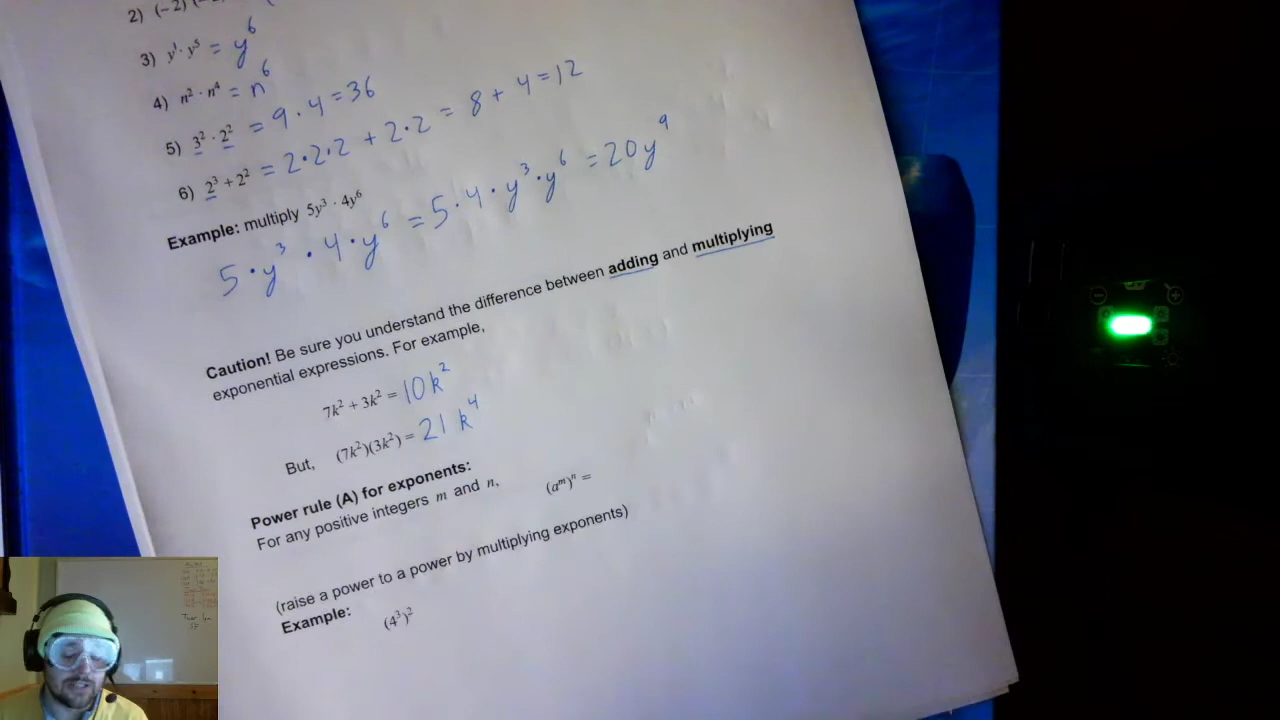 2) (-2)
3) y¹ · y⁵ = y⁶
4) n² · n⁴ = n⁶
5) 3² · 2² = 9 · 4 = 36
6) 2³ + 2² = 2·2·2 + 2·2 = 8 + 4 = 12
Example: multiply 5y³ · 4y⁶
5 · y³ · 4 · y⁶ = 5 · 4 · y³ · y⁶ = 20y⁹
Caution! Be sure you understand the difference between adding and multiplying
exponential expressions. For example,
7k² + 3k² = 10k²
But, (7k²)(3k²) = 21k⁴
Power rule (A) for exponents:
For any positive integers m and n, (aᵐ)ⁿ =
(raise a power to a power by multiplying exponents)
Example: (4³)²